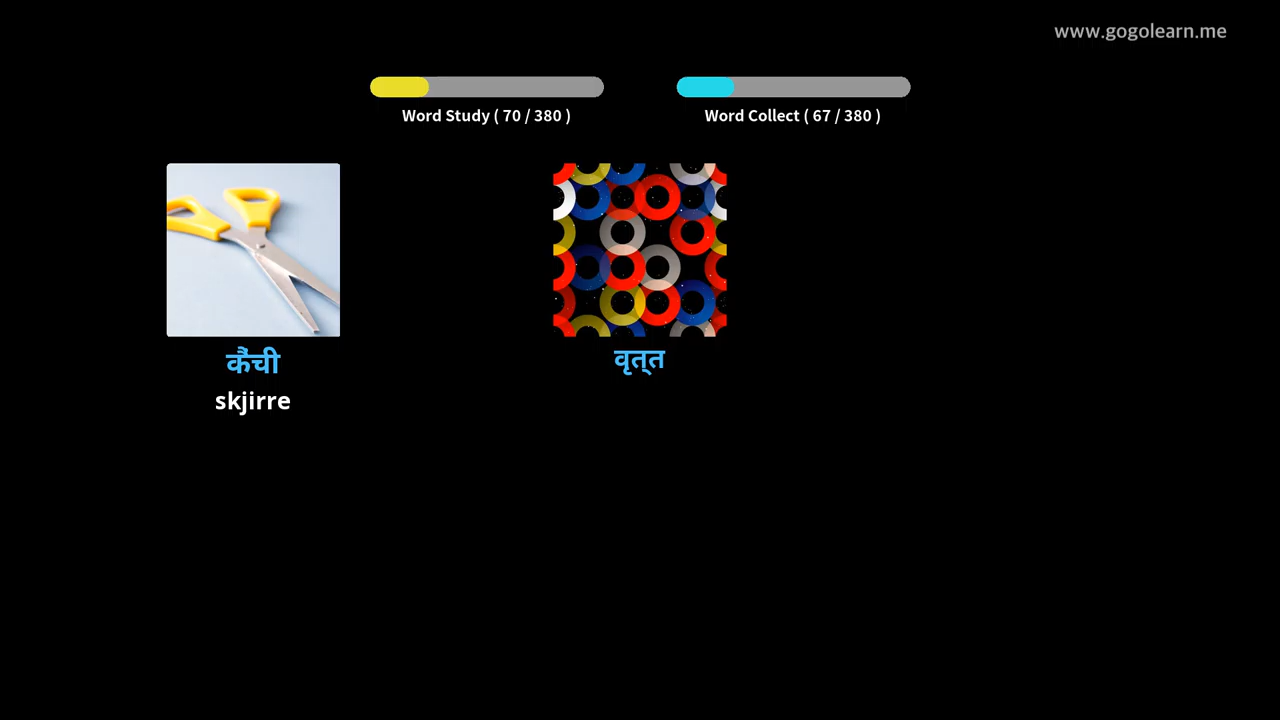 www.gogolearn.me
Word Study ( 70 / 380 )
Word Collect ( 67 / 380 )
कैंची
skjirre
वृत्त